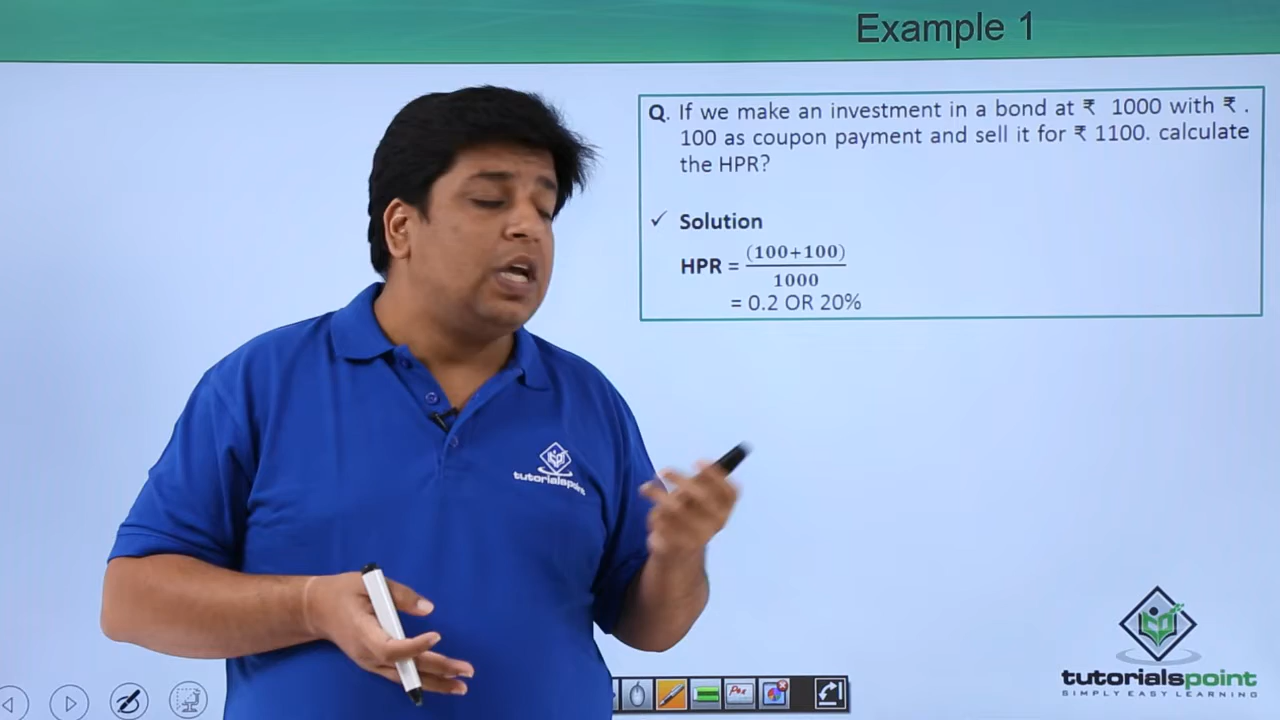 Example 1
Q. If we make an investment in a bond at ₹ 1000 with ₹ .
100 as coupon payment and sell it for ₹ 1100. calculate
the HPR?
✓ Solution
HPR = (100+100)
1000
= 0.2 OR 20%
tutorialspoint
Pen
tutorialspoint
SIMPLY EASY LEARNING